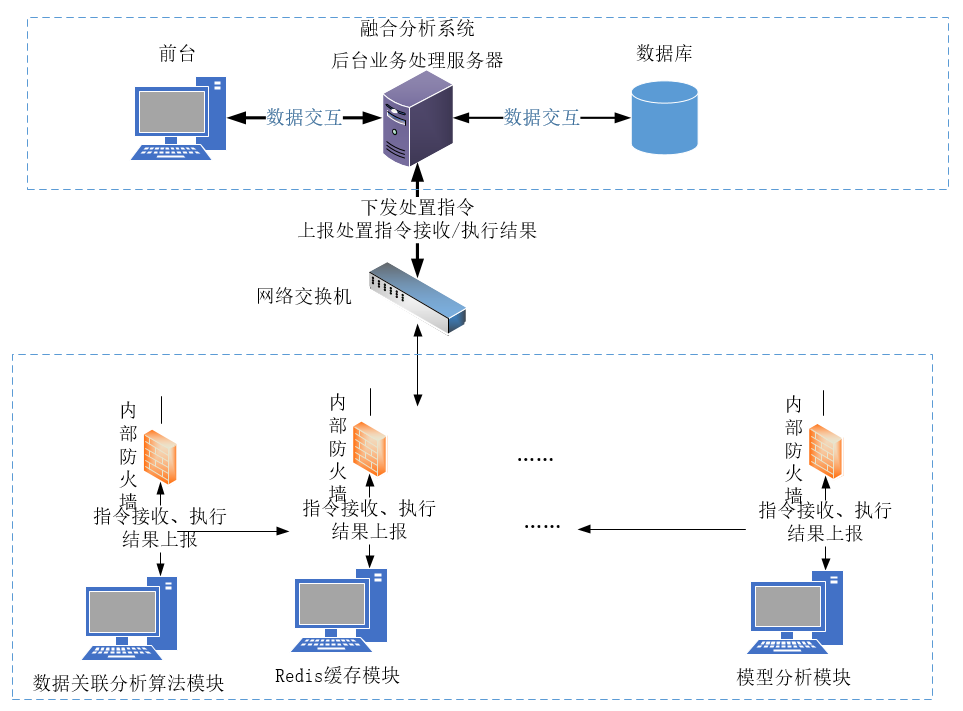 融合分析系统
前台
后台业务处理服务器
数据库
数据交互
数据交互
下发处置指令
上报处置指令接收/执行结果
网络交换机
内部防火墙
内部防火墙
内部防火墙
……
……
指令接收、执行
结果上报
指令接收、执行
结果上报
指令接收、执行
结果上报
数据关联分析算法模块
Redis缓存模块
模型分析模块